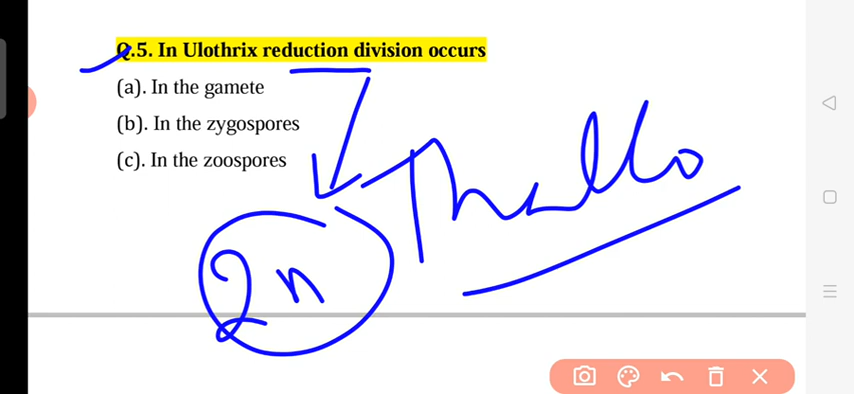 Q.5. In Ulothrix reduction division occurs
(a). In the gamete
(b). In the zygospores
(c). In the zoospores
Thallo
2n